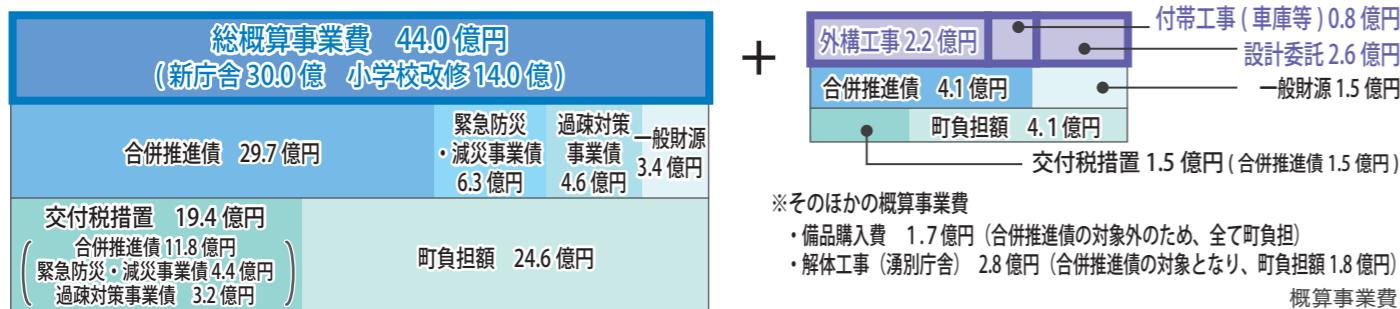 総概算事業費 44.0億円
(新庁舎30.0億 小学校改修14.0億)
合併推進債 29.7億円
緊急防災
・減災事業債
6.3億円
過疎対策
事業債
4.6億円
一般財源
3.4億円
交付税措置 19.4億円
合併推進債11.8億円
緊急防災・減災事業債4.4億円
過疎対策事業債 3.2億円
町負担額 24.6億円
+
外構工事2.2億円
付帯工事(車庫等)0.8億円
設計委託2.6億円
合併推進債 4.1億円
一般財源1.5億円
町負担額 4.1億円
交付税措置1.5億円(合併推進債1.5億円)
※そのほかの概算事業費
・備品購入費 1.7億円(合併推進債の対象外のため、全て町負担)
・解体工事(湧別庁舎) 2.8億円(合併推進債の対象となり、町負担額1.8億円)
概算事業費